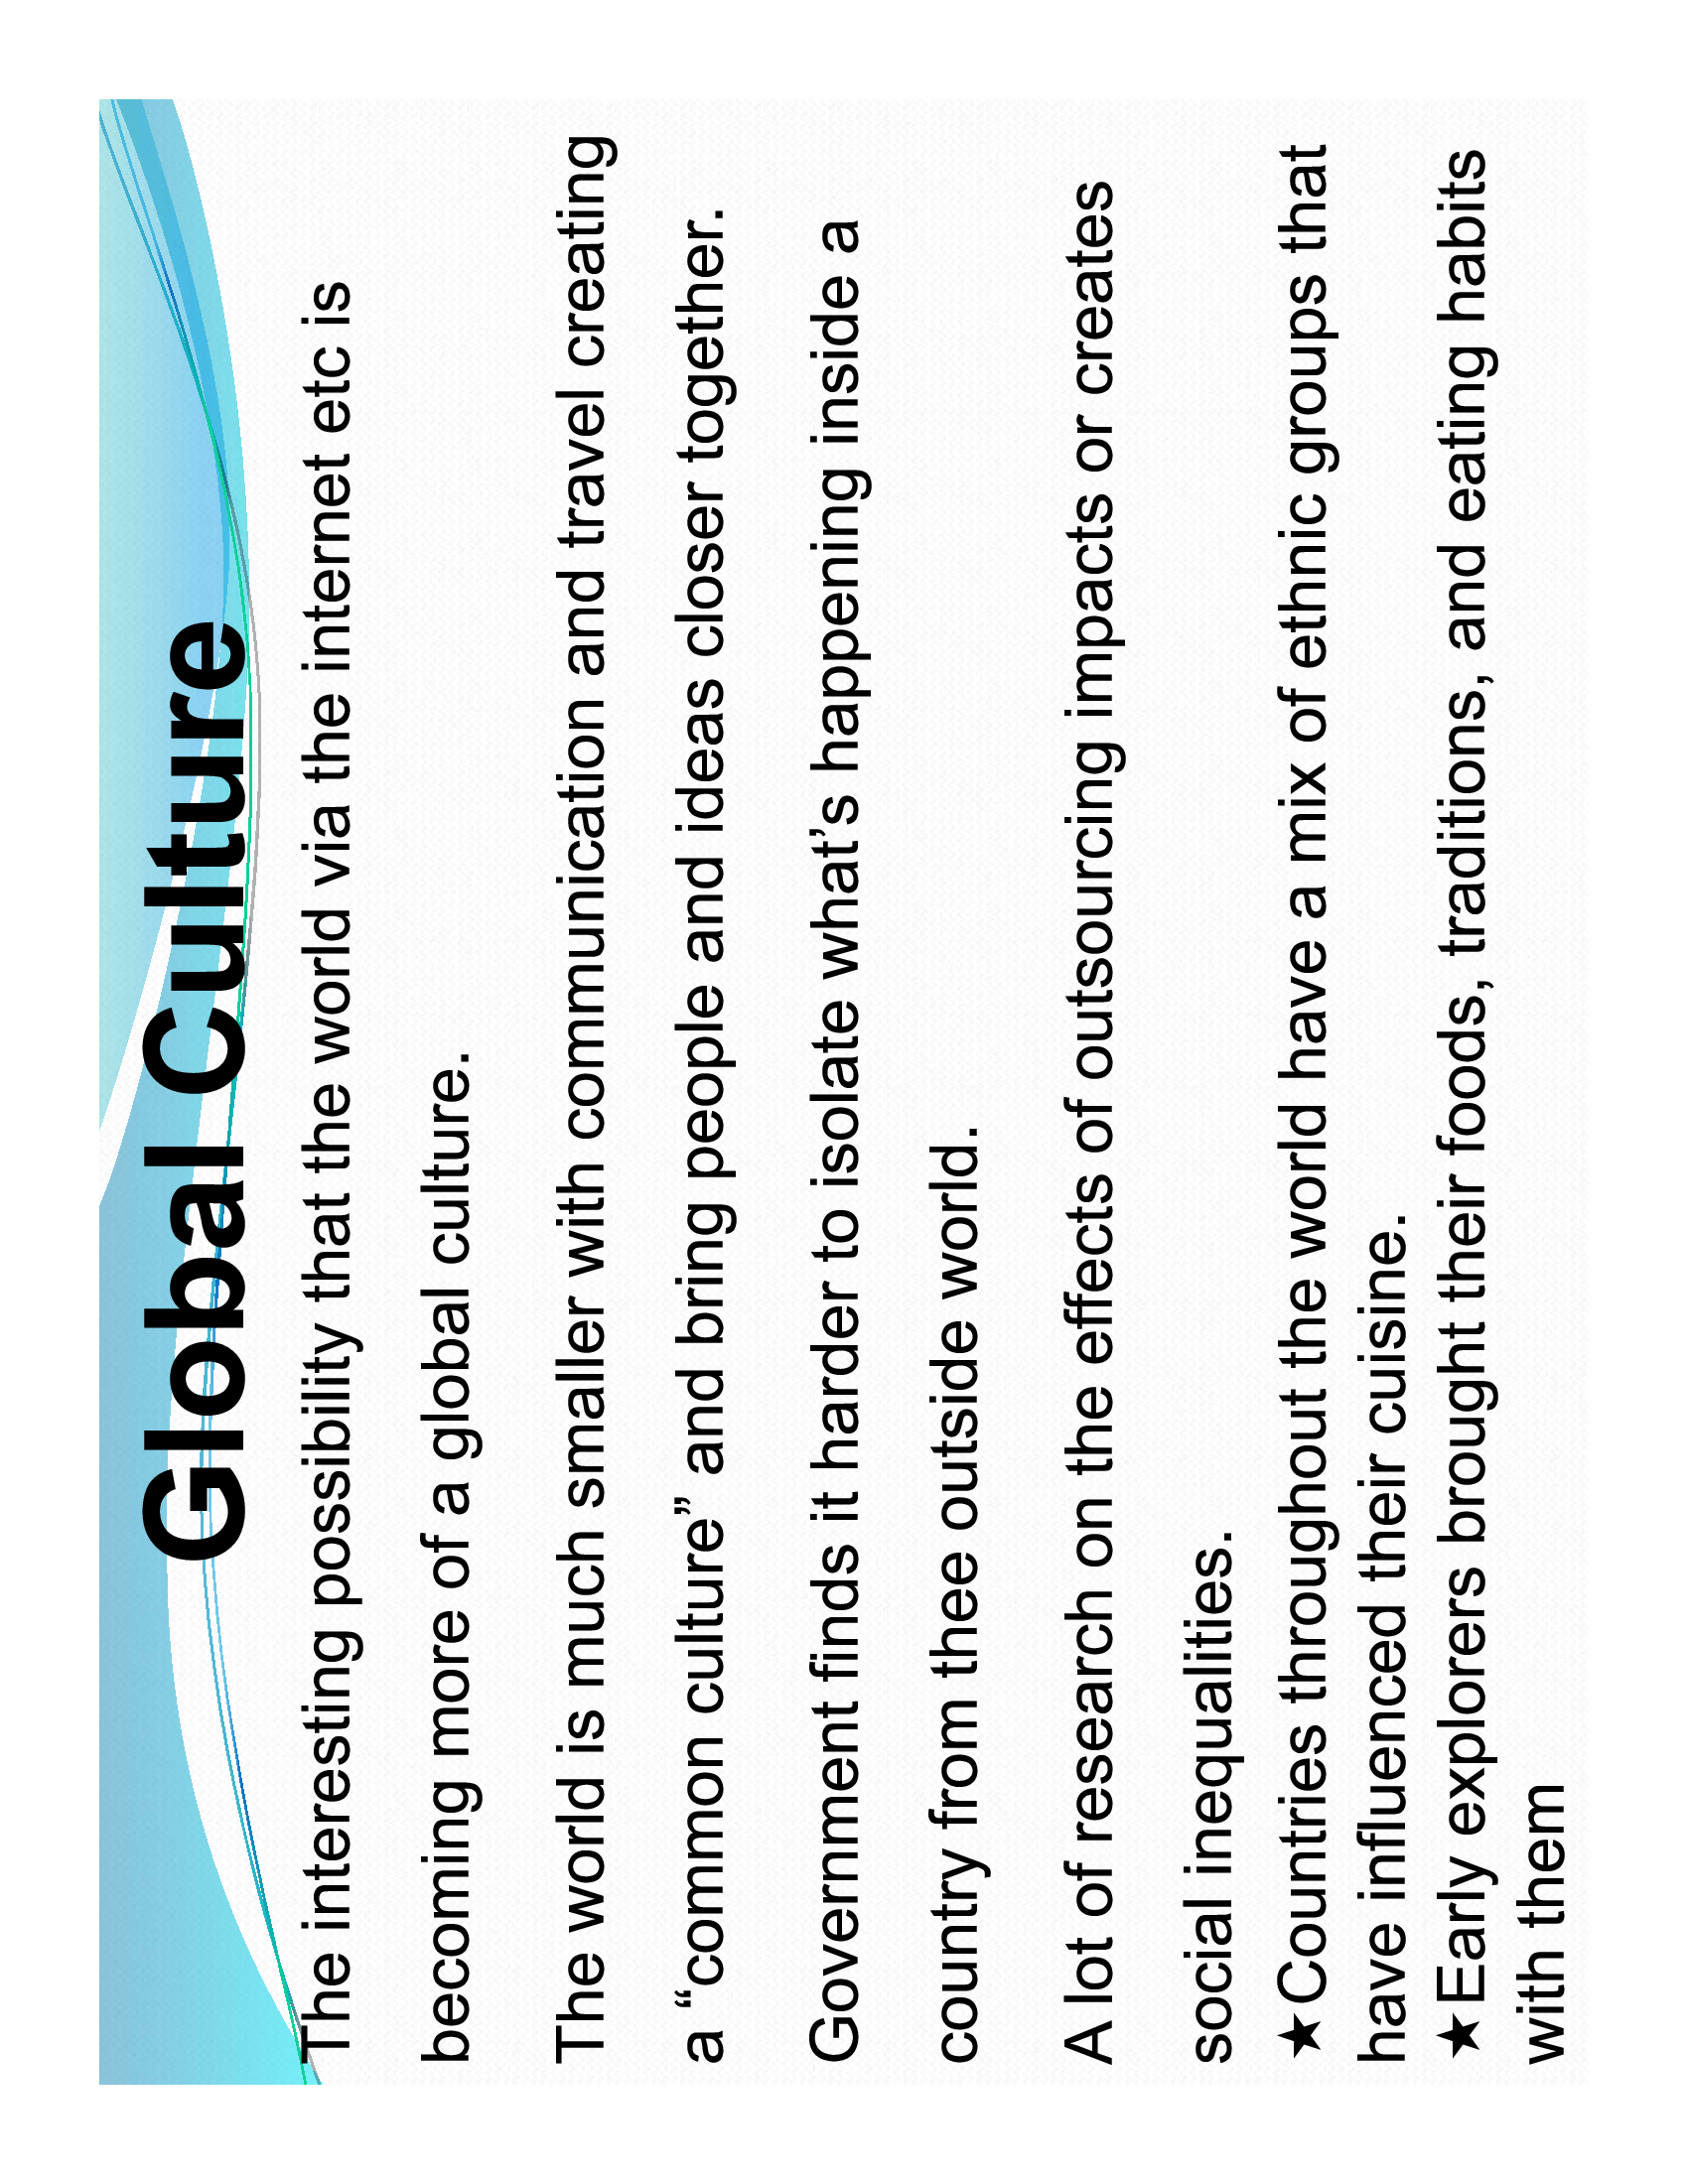 Global Culture
The interesting possibility that the world via the internet etc is
becoming more of a global culture.
The world is much smaller with communication and travel creating
a “common culture” and bring people and ideas closer together.
Government finds it harder to isolate what’s happening inside a
country from thee outside world.
A lot of research on the effects of outsourcing impacts or creates
social inequalities.
★Countries throughout the world have a mix of ethnic groups that
have influenced their cuisine.
★Early explorers brought their foods, traditions, and eating habits
with them